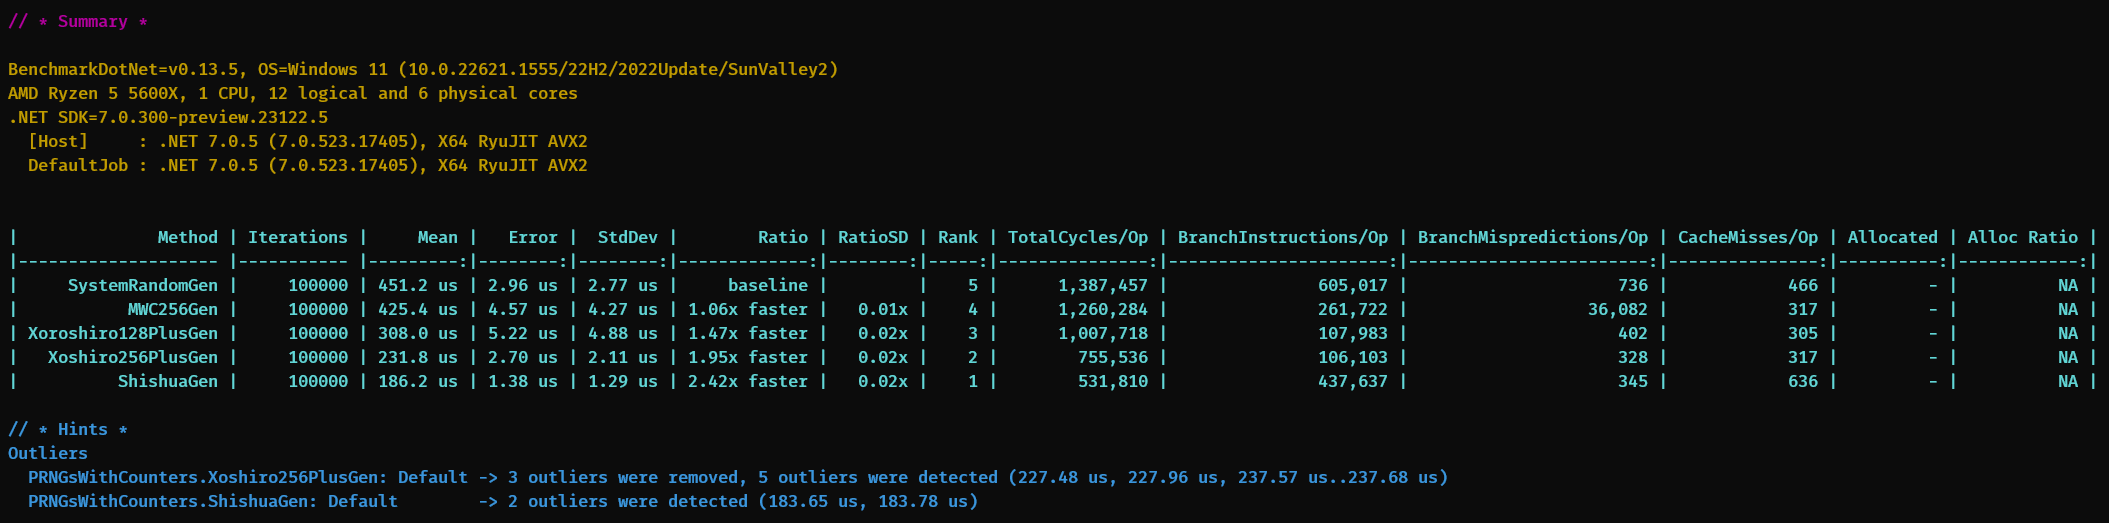 // * Summary *
BenchmarkDotNet=v0.13.5, OS=Windows 11 (10.0.22621.1555/22H2/2022Update/SunValley2)
AMD Ryzen 5 5600X, 1 CPU, 12 logical and 6 physical cores
.NET SDK=7.0.300-preview.23122.5
  [Host]     : .NET 7.0.5 (7.0.523.17405), X64 RyuJIT AVX2
  DefaultJob : .NET 7.0.5 (7.0.523.17405), X64 RyuJIT AVX2
|              Method | Iterations |     Mean |   Error |  StdDev |        Ratio | RatioSD | Rank | TotalCycles/Op | BranchInstructions/Op | BranchMispredictions/Op | CacheMisses/Op | Allocated | Alloc Ratio |
|-------------------- |----------- |---------:|--------:|--------:|-------------:|--------:|-----:|---------------:|----------------------:|------------------------:|---------------:|----------:|------------:|
|     SystemRandomGen |     100000 | 451.2 us | 2.96 us | 2.77 us |     baseline |         |    5 |      1,387,457 |               605,017 |                     736 |            466 |         - |          NA |
|           MWC256Gen |     100000 | 425.4 us | 4.57 us | 4.27 us | 1.06x faster |   0.01x |    4 |      1,260,284 |               261,722 |                  36,082 |            317 |         - |          NA |
| Xoroshiro128PlusGen |     100000 | 308.0 us | 5.22 us | 4.88 us | 1.47x faster |   0.02x |    3 |      1,007,718 |               107,983 |                     402 |            305 |         - |          NA |
|   Xoshiro256PlusGen |     100000 | 231.8 us | 2.70 us | 2.11 us | 1.95x faster |   0.02x |    2 |        755,536 |               106,103 |                     328 |            317 |         - |          NA |
|          ShishuaGen |     100000 | 186.2 us | 1.38 us | 1.29 us | 2.42x faster |   0.02x |    1 |        531,810 |               437,637 |                     345 |            636 |         - |          NA |
// * Hints *
Outliers
  PRNGsWithCounters.Xoshiro256PlusGen: Default -> 3 outliers were removed, 5 outliers were detected (227.48 us, 227.96 us, 237.57 us..237.68 us)
  PRNGsWithCounters.ShishuaGen: Default        -> 2 outliers were detected (183.65 us, 183.78 us)